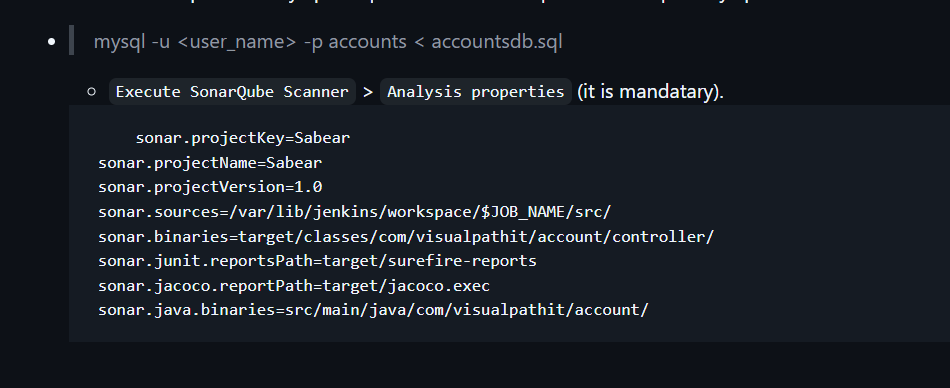 mysql -u <user_name> -p accounts < accountsdb.sql
Execute SonarQube Scanner > Analysis properties (it is mandatary).
sonar.projectKey=Sabear
sonar.projectName=Sabear
sonar.projectVersion=1.0
sonar.sources=/var/lib/jenkins/workspace/$JOB_NAME/src/
sonar.binaries=target/classes/com/visualpathit/account/controller/
sonar.junit.reportsPath=target/surefire-reports
sonar.jacoco.reportPath=target/jacoco.exec
sonar.java.binaries=src/main/java/com/visualpathit/account/